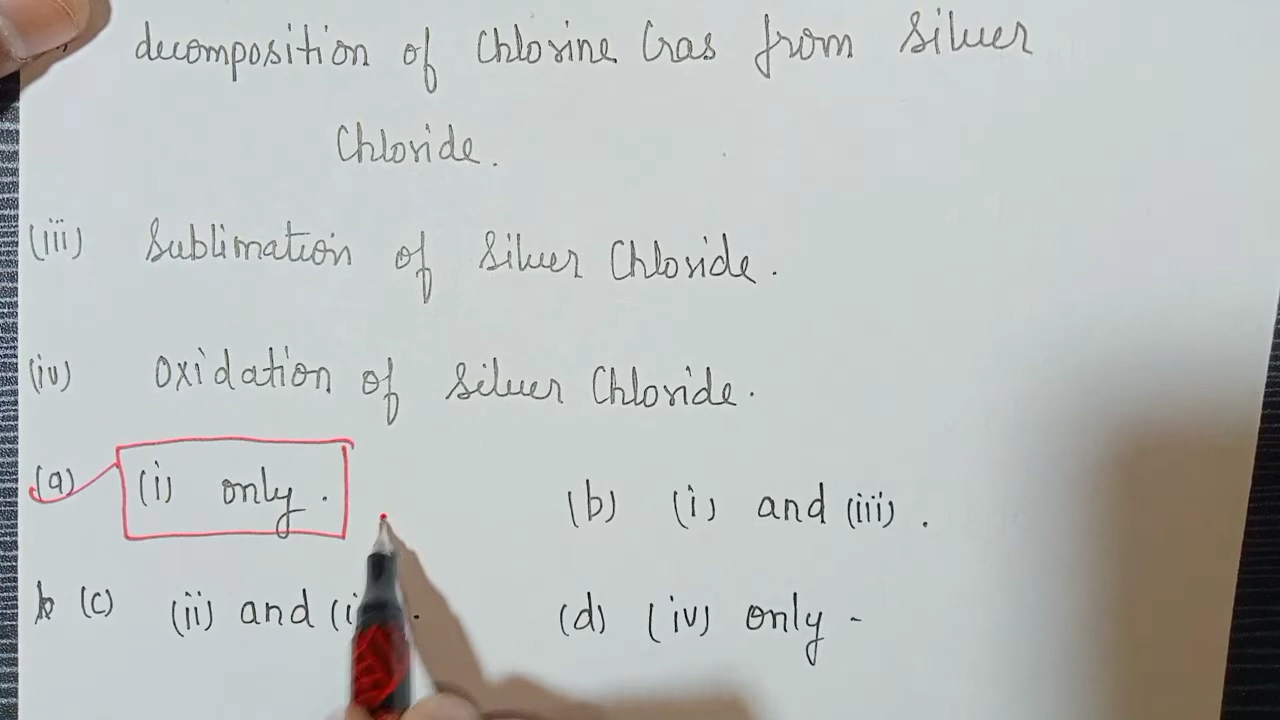 decomposition of Chlorine Gas from Silver
Chloride.
(iii) Sublimation of Silver Chloride.
(iv) Oxidation of Silver Chloride.
(a) (i) only. (b) (i) and (iii).
(c) (ii) and (d) (iv) only -